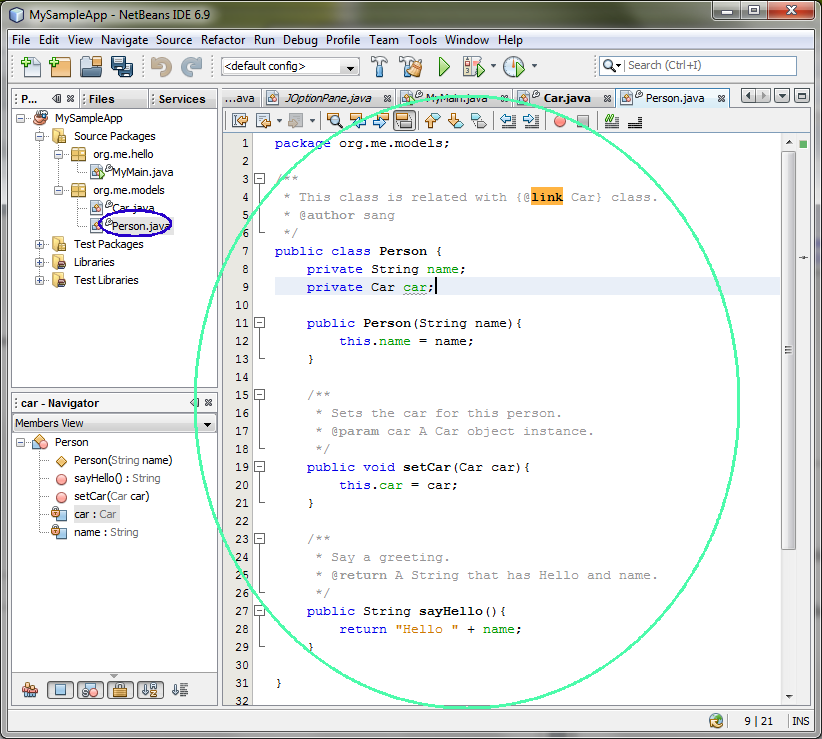 MySampleApp - NetBeans IDE 6.9
File Edit View Navigate Source Refactor Run Debug Profile Team Tools Window Help
<default config>
Search (Ctrl+I)
P... Files Services
MySampleApp
Source Packages
org.me.hello
MyMain.java
org.me.models
Car.java
Person.java
Test Packages
Libraries
Test Libraries
car - Navigator
Members View
Person
Person(String name)
sayHello() : String
setCar(Car car)
car : Car
name : String
...ava JOptionPane.java MyMain.java Car.java Person.java
1 package org.me.models;
2
3 /**
4 * This class is related with {@link Car} class.
5 * @author sang
6 */
7 public class Person {
8 private String name;
9 private Car car;
10
11 public Person(String name){
12 this.name = name;
13 }
14
15 /**
16 * Sets the car for this person.
17 * @param car A Car object instance.
18 */
19 public void setCar(Car car){
20 this.car = car;
21 }
22
23 /**
24 * Say a greeting.
25 * @return A String that has Hello and name.
26 */
27 public String sayHello(){
28 return "Hello " + name;
29 }
30
31 }
32
9 | 21 INS